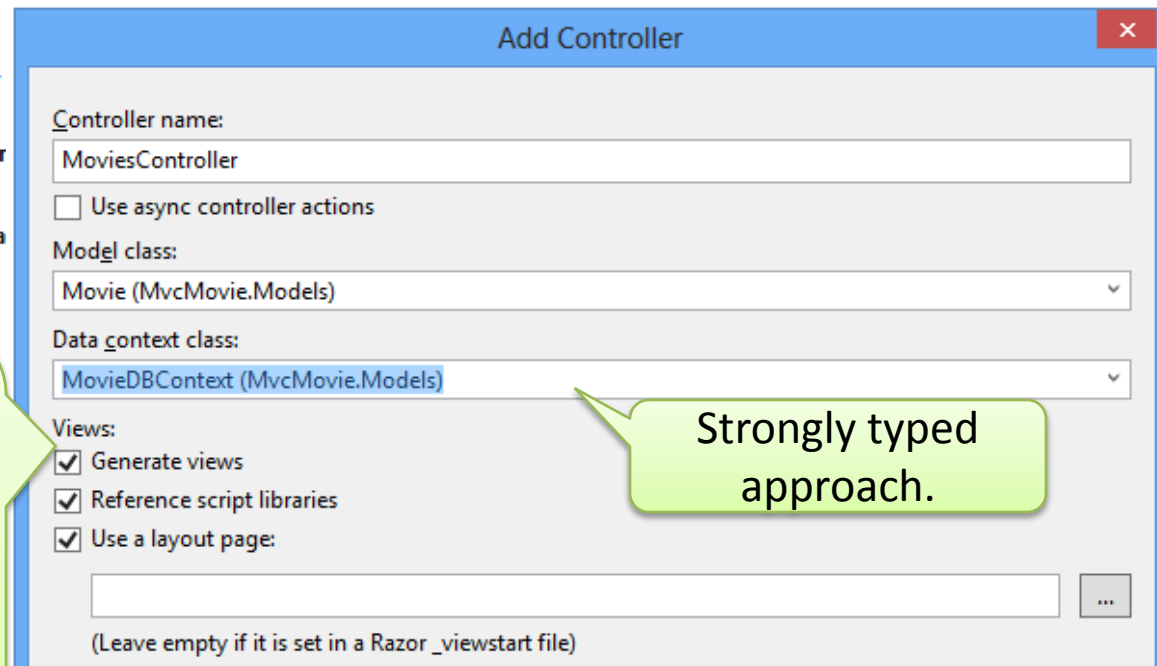 Add Controller
Controller name:
MoviesController
Use async controller actions
Model class:
Movie (MvcMovie.Models)
Data context class:
MovieDBContext (MvcMovie.Models)
Views:
Generate views
Reference script libraries
Use a layout page:
...
(Leave empty if it is set in a Razor _viewstart file)
Strongly typed
approach.